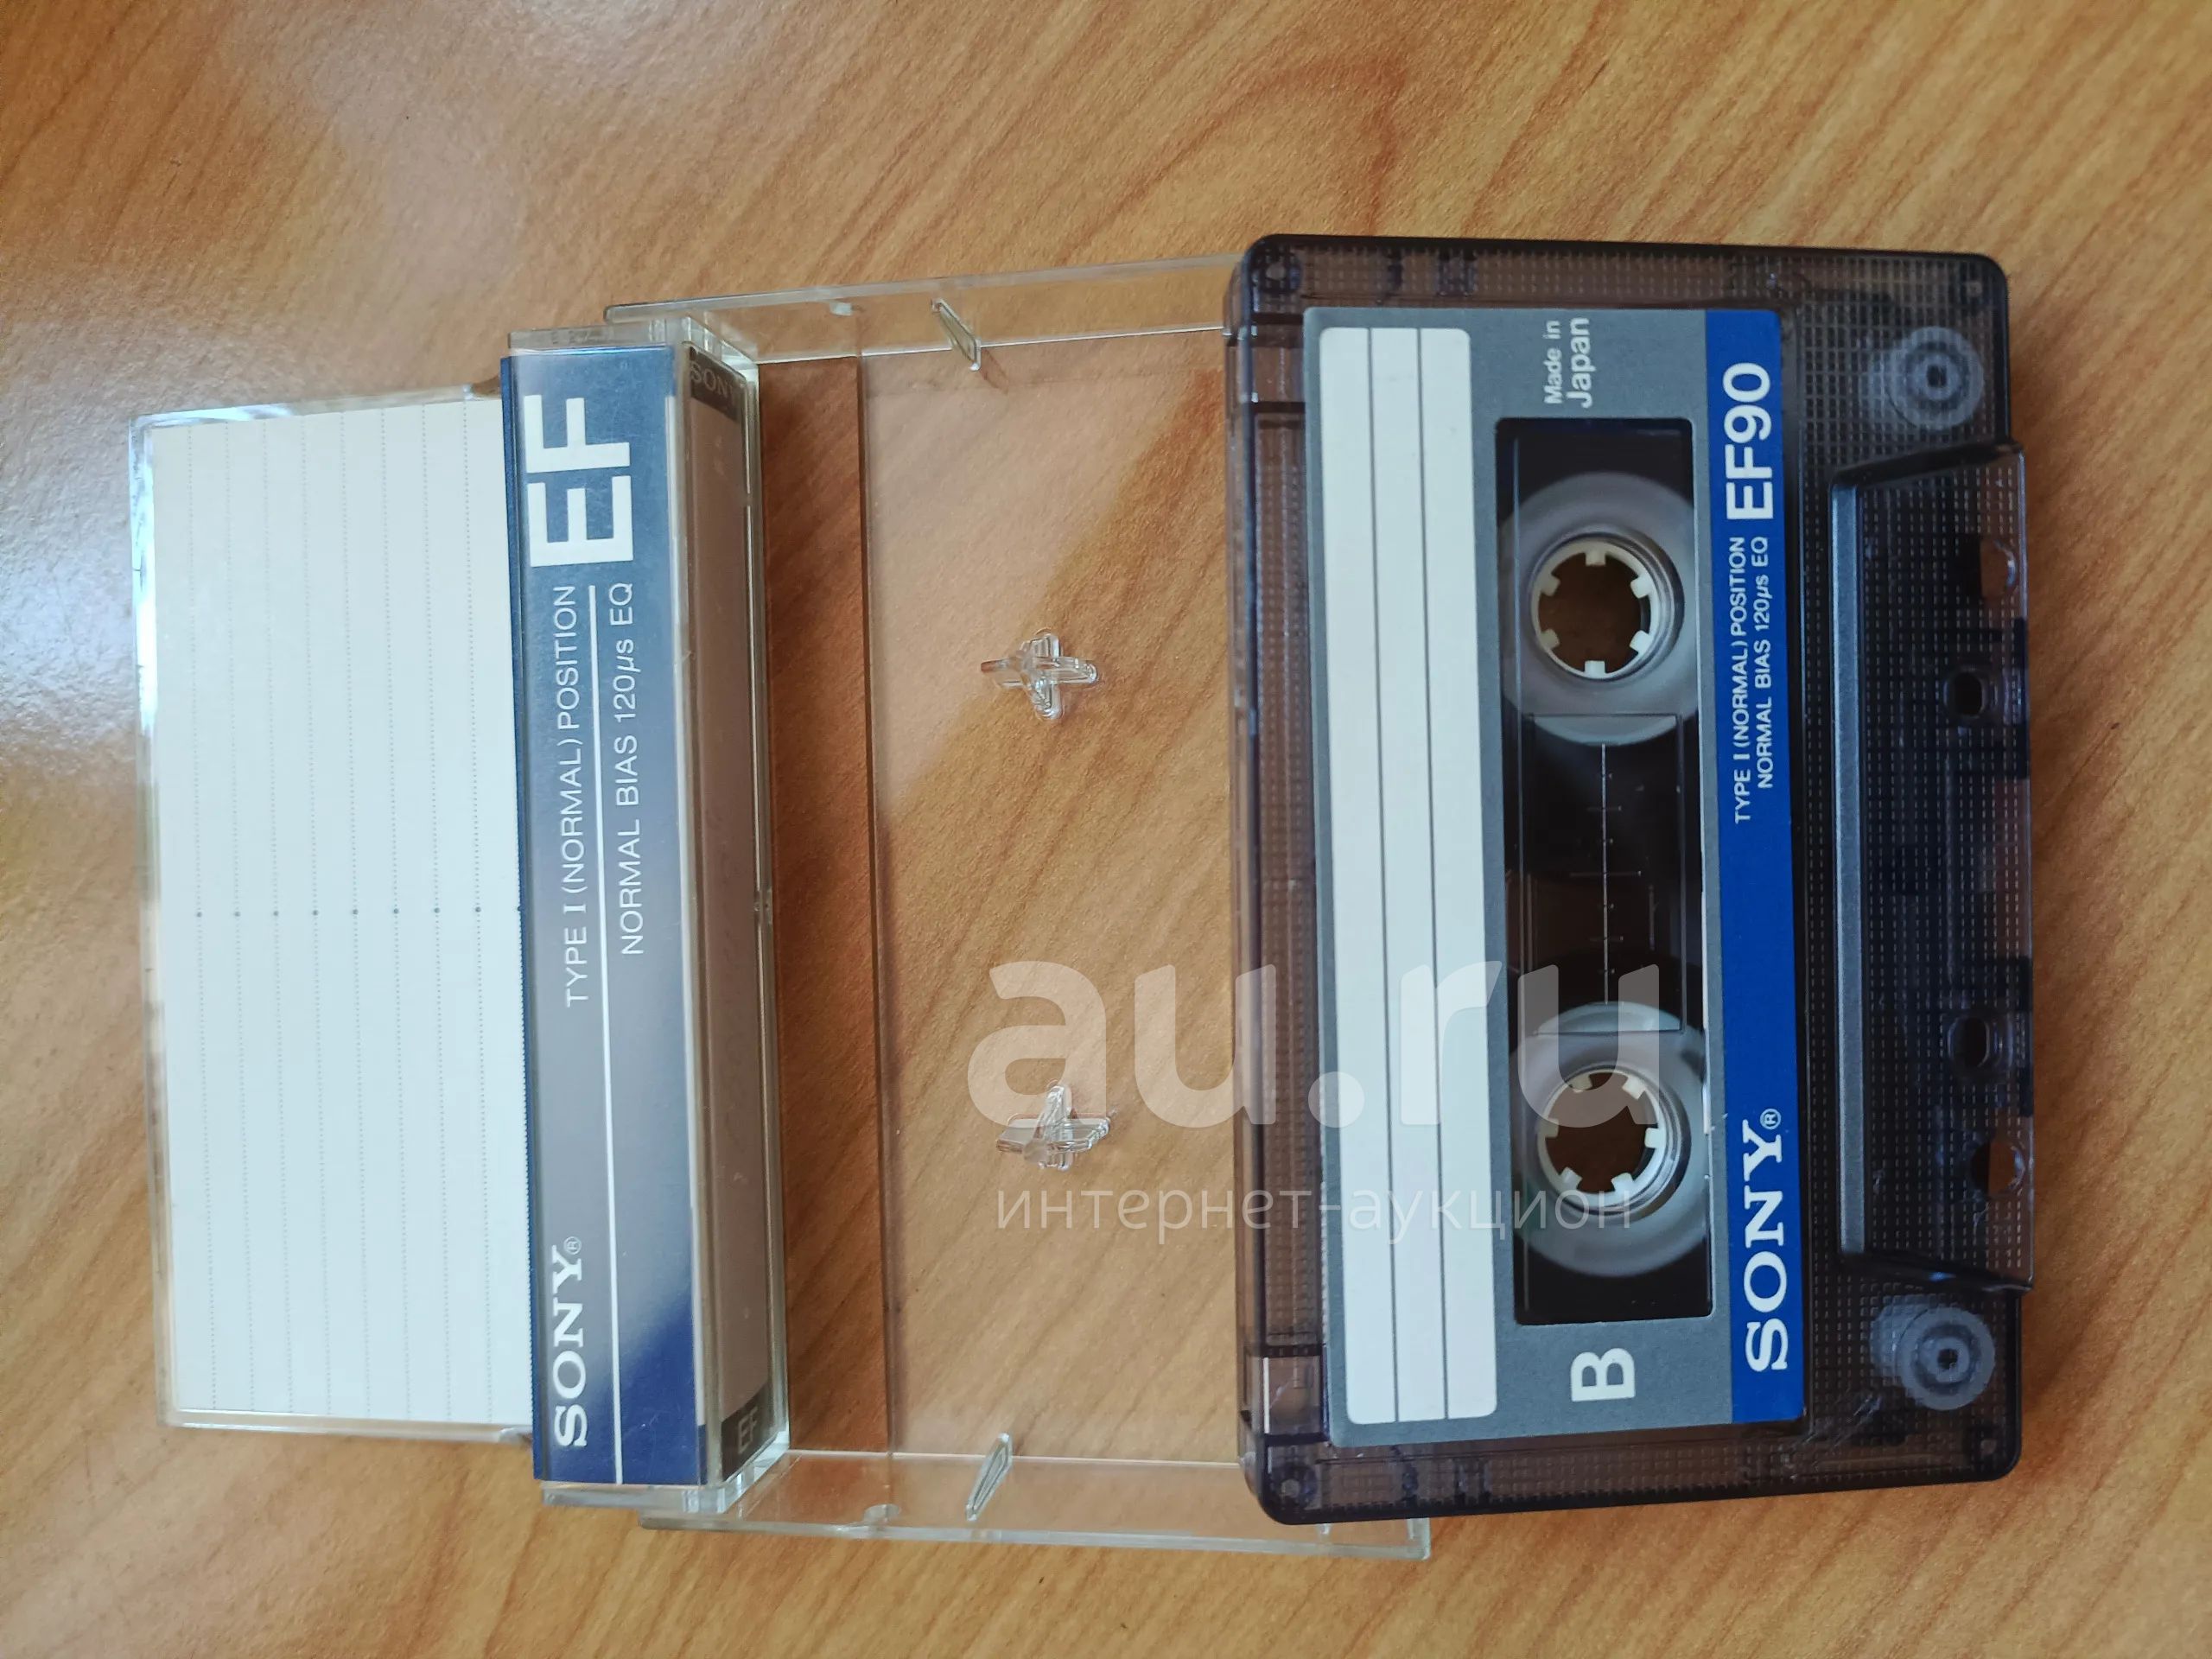 SONY®
EF
TYPE I (NORMAL) POSITION
NORMAL BIAS 120μs EQ
SONY
EF
B
Made in
Japan
SONY®
TYPE I (NORMAL) POSITION
NORMAL BIAS 120μs EQ
EF90
au.ru
интернет-аукцион